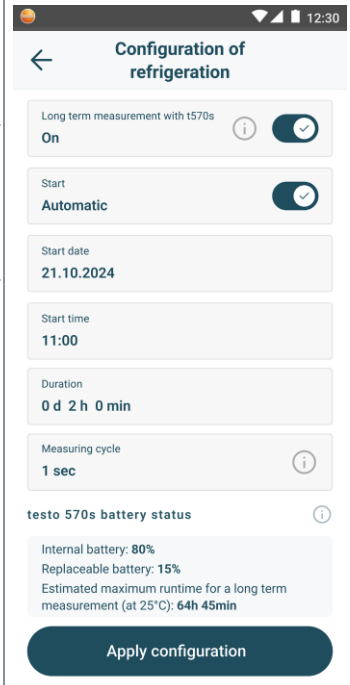 12:30
Configuration of
refrigeration
Long term measurement with t570s
On
Start
Automatic
Start date
21.10.2024
Start time
11:00
Duration
0 d 2 h 0 min
Measuring cycle
1 sec
testo 570s battery status
Internal battery: 80%
Replaceable battery: 15%
Estimated maximum runtime for a long term
measurement (at 25°C): 64h 45min
Apply configuration